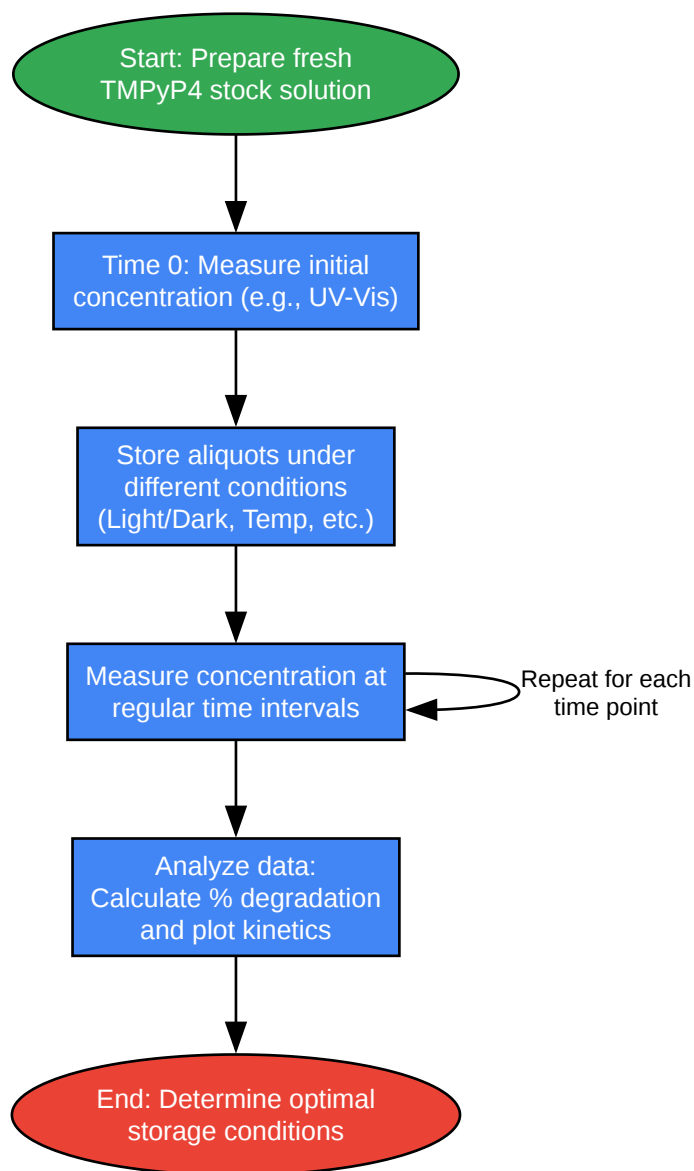 Start: Prepare fresh
TMPyP4 stock solution
Time 0: Measure initial
concentration (e.g., UV-Vis)
Store aliquots under
different conditions
(Light/Dark, Temp, etc.)
Measure concentration at
regular time intervals
Repeat for each
time point
Analyze data:
Calculate % degradation
and plot kinetics
End: Determine optimal
storage conditions